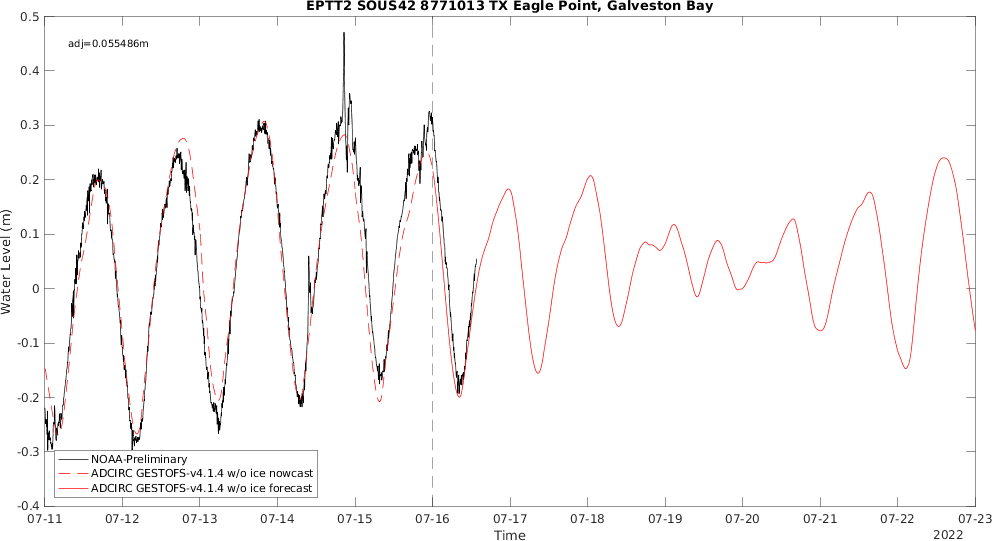 EPTT2 SOUS42 8771013 TX Eagle Point, Galveston Bay
adj=0.055486m
0.5
0.4
0.3
0.2
0.1
0
-0.1
-0.2
-0.3
-0.4
Water Level (m)
NOAA-Preliminary
ADCIRC GESTOFS-v4.1.4 w/o ice nowcast
ADCIRC GESTOFS-v4.1.4 w/o ice forecast
07-11 07-12 07-13 07-14 07-15 07-16 07-17 07-18 07-19 07-20 07-21 07-22 07-23
Time
2022